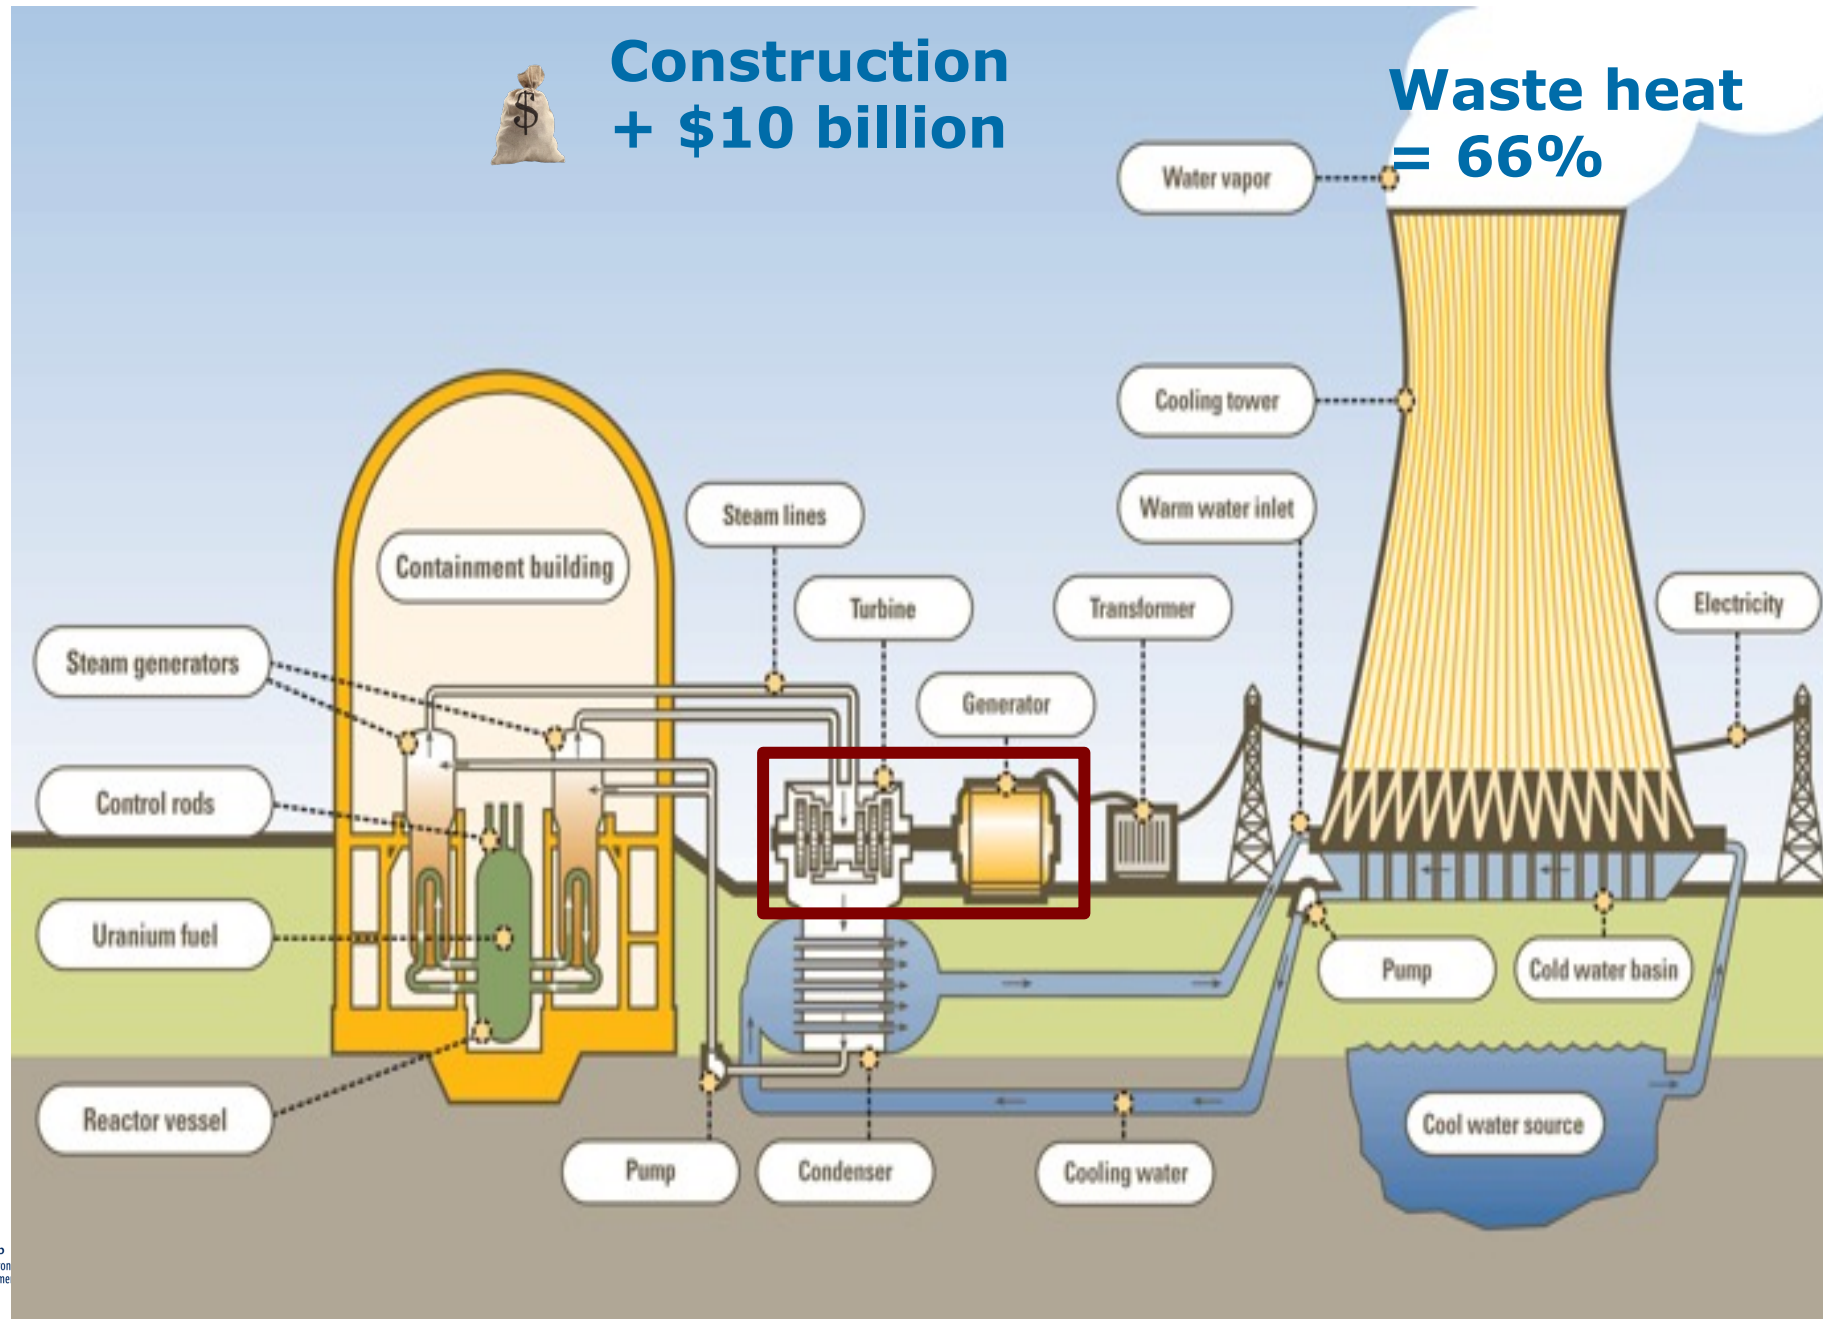 Construction
+ $10 billion
$
Waste heat
= 66%
Water vapor
Cooling tower
Steam lines
Warm water inlet
Containment building
Turbine
Transformer
Electricity
Steam generators
Generator
Control rods
Uranium fuel
Pump
Cold water basin
Reactor vessel
Cool water source
Pump
Condenser
Cooling water